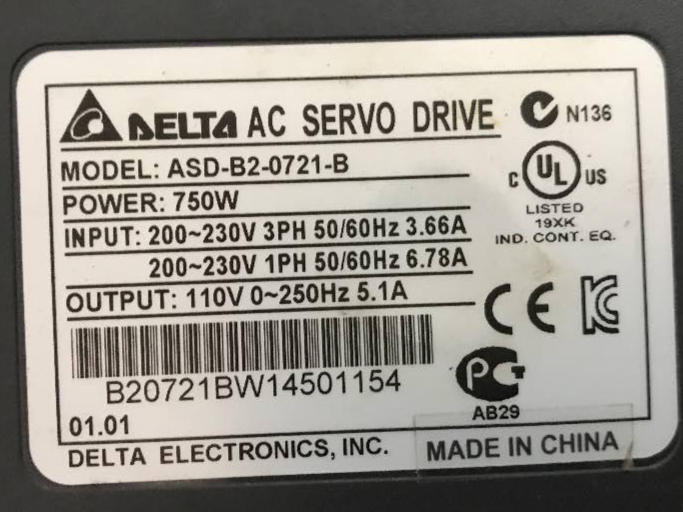 DELTA AC SERVO DRIVE
N136
MODEL: ASD-B2-0721-B
POWER: 750W
INPUT: 200~230V 3PH 50/60Hz 3.66A
200~230V 1PH 50/60Hz 6.78A
OUTPUT: 110V 0~250Hz 5.1A
C UL US
LISTED
19XK
IND. CONT. EQ.
CE
B20721BW14501154
AB29
01.01
DELTA ELECTRONICS, INC.
MADE IN CHINA